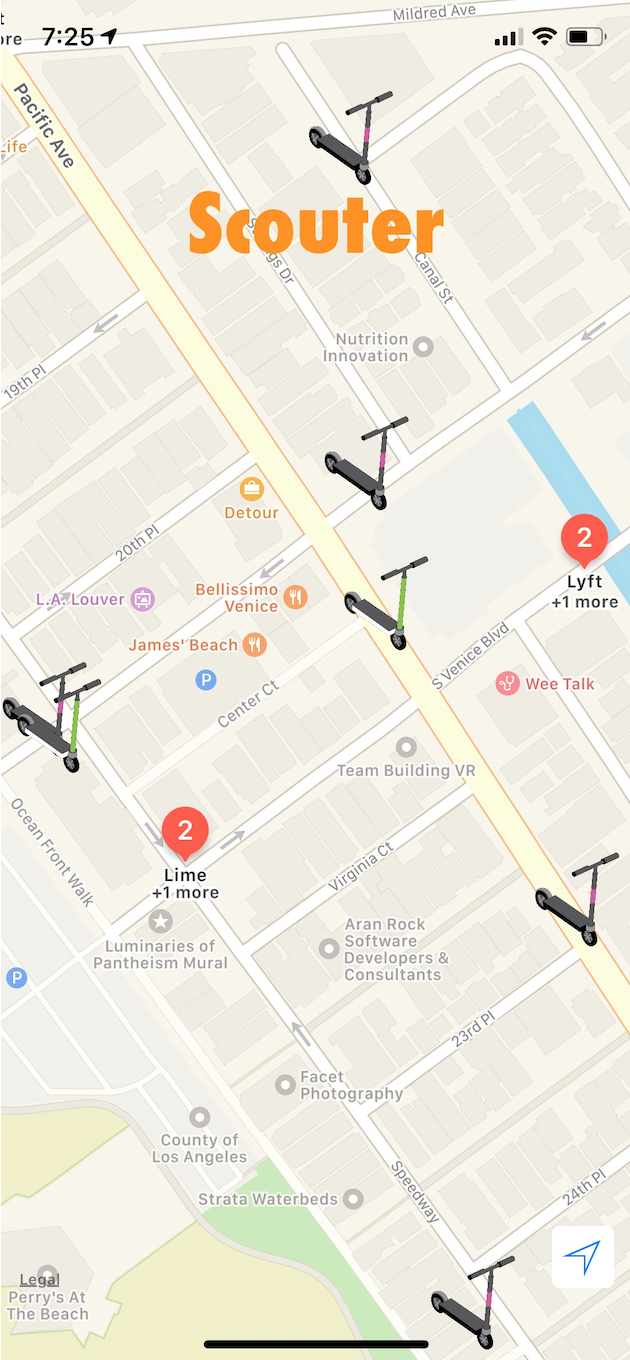 t
ore
7:25
Mildred Ave
Pacific Ave
Life
Scouter
Canal St
Nutrition
Innovation
19th Pl
Detour
20th Pl
2
Lyft
+1 more
L.A. Louver
Bellissimo
Venice
James' Beach
P
Center Ct
S Venice Blvd
Wee Talk
Team Building VR
Ocean Front Walk
2
Lime
+1 more
Virginia Ct
Luminaries of
Pantheism Mural
Aran Rock
Software
Developers &
Consultants
P
23rd Pl
Facet
Photography
County of
Los Angeles
Speedway
24th Pl
Strata Waterbeds
Legal
Perry's At
The Beach